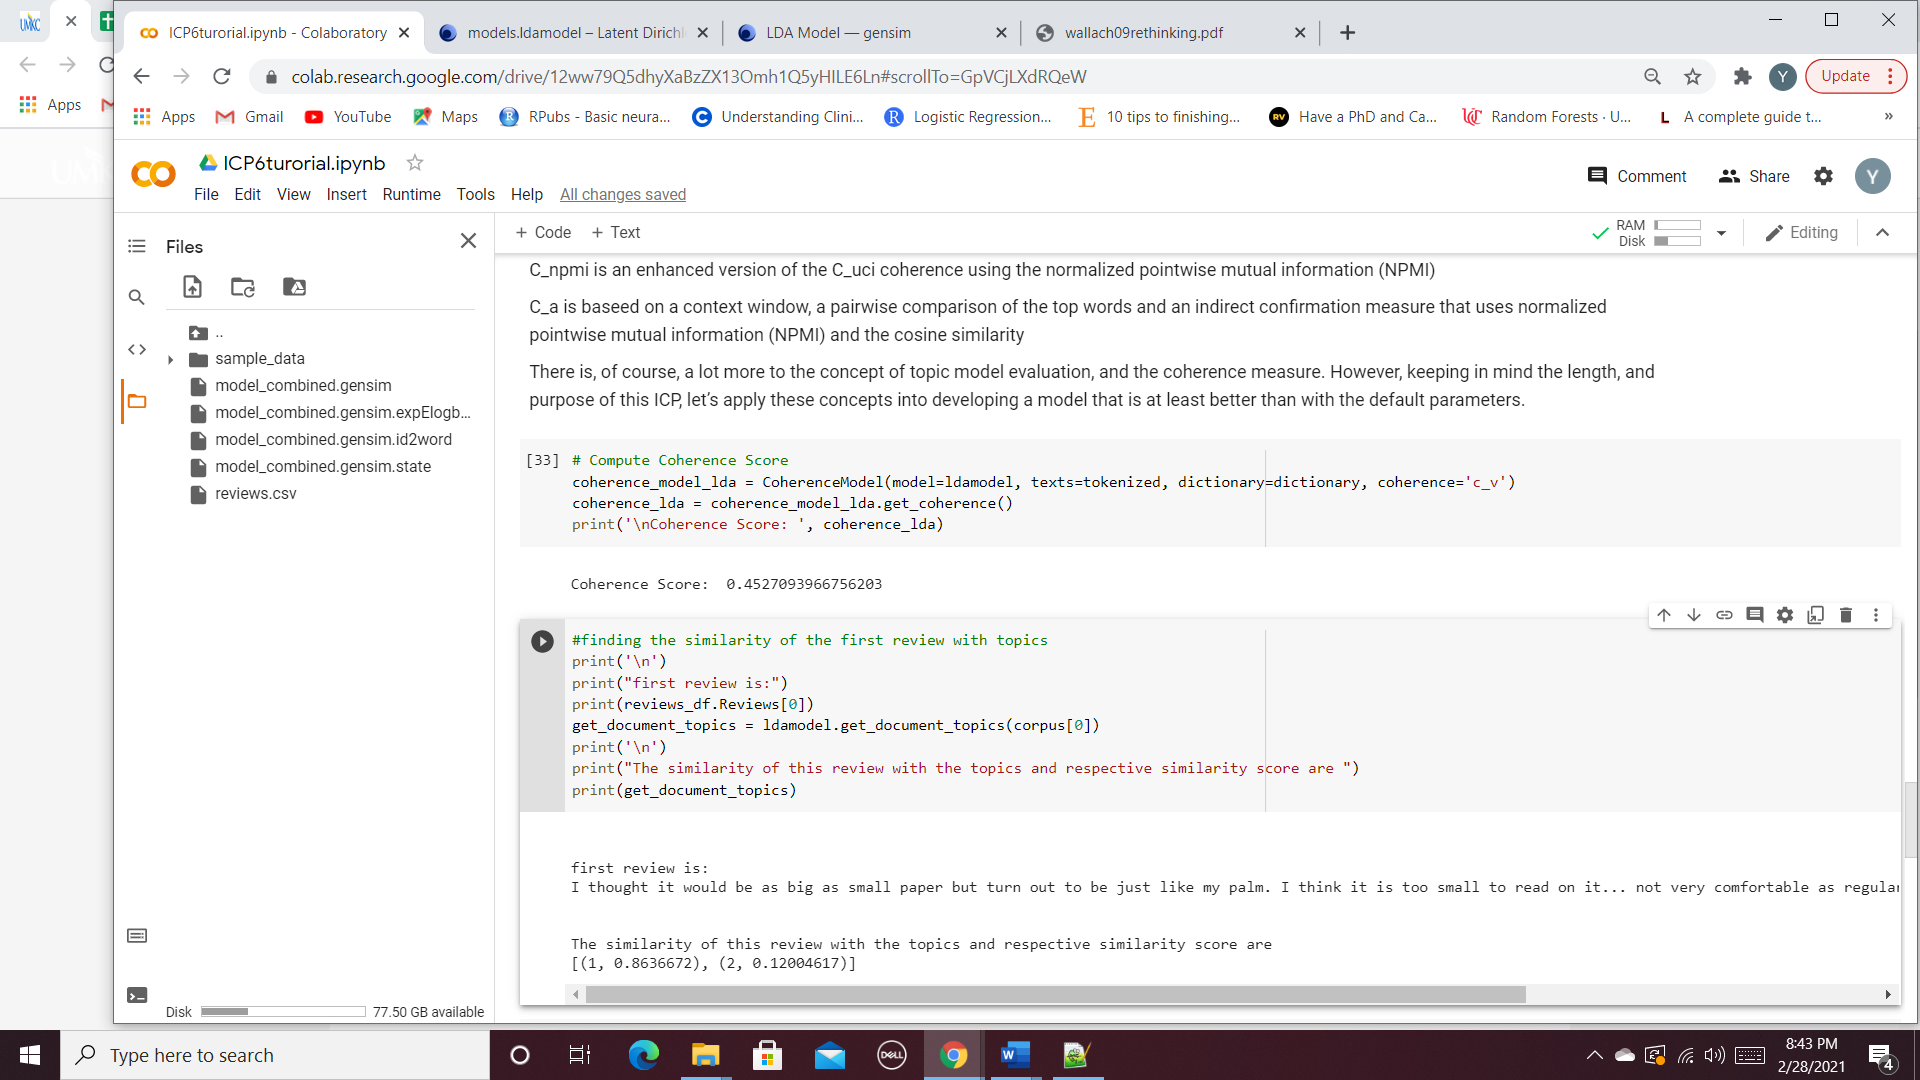 UMKC
ICP6turorial.ipynb - Colaboratory
models.ldamodel – Latent Dirichl
LDA Model — gensim
wallach09rethinking.pdf
colab.research.google.com/drive/12ww79Q5dhyXaBzZX13Omh1Q5yHILE6Ln#scrollTo=GpVCjLXdRQeW
Y
Update
Apps
Apps
Gmail
YouTube
Maps
RPubs - Basic neura...
Understanding Clini...
Logistic Regression...
10 tips to finishing...
Have a PhD and Ca...
Random Forests · U...
A complete guide t...
»
ICP6turorial.ipynb
Comment
Share
Y
File Edit View Insert Runtime Tools Help All changes saved
Files
+ Code + Text
RAM
Disk
Editing
..
sample_data
model_combined.gensim
model_combined.gensim.expElogb...
model_combined.gensim.id2word
model_combined.gensim.state
reviews.csv
Disk 77.50 GB available
C_npmi is an enhanced version of the C_uci coherence using the normalized pointwise mutual information (NPMI)
C_a is baseed on a context window, a pairwise comparison of the top words and an indirect confirmation measure that uses normalized
pointwise mutual information (NPMI) and the cosine similarity
There is, of course, a lot more to the concept of topic model evaluation, and the coherence measure. However, keeping in mind the length, and
purpose of this ICP, let's apply these concepts into developing a model that is at least better than with the default parameters.
[33] # Compute Coherence Score
coherence_model_lda = CoherenceModel(model=ldamodel, texts=tokenized, dictionary=dictionary, coherence='c_v')
coherence_lda = coherence_model_lda.get_coherence()
print('\nCoherence Score: ', coherence_lda)
Coherence Score:  0.4527093966756203
#finding the similarity of the first review with topics
print('\n')
print("first review is:")
print(reviews_df.Reviews[0])
get_document_topics = ldamodel.get_document_topics(corpus[0])
print('\n')
print("The similarity of this review with the topics and respective similarity score are ")
print(get_document_topics)
first review is:
I thought it would be as big as small paper but turn out to be just like my palm. I think it is too small to read on it... not very comfortable as regular
The similarity of this review with the topics and respective similarity score are
[(1, 0.8636672), (2, 0.12004617)]
Type here to search
DELL
8:43 PM
2/28/2021
4